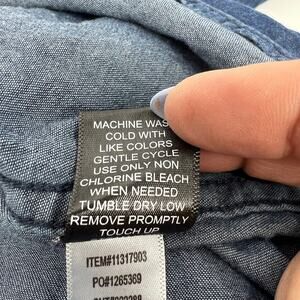 MACHINE WAS
COLD WITH
LIKE COLORS
GENTLE CYCLE
USE ONLY NON
CHLORINE BLEACH
WHEN NEEDED
TUMBLE DRY LOW
REMOVE PROMPTLY
TOUCH UP
ITEM#11317903
PO#1265369